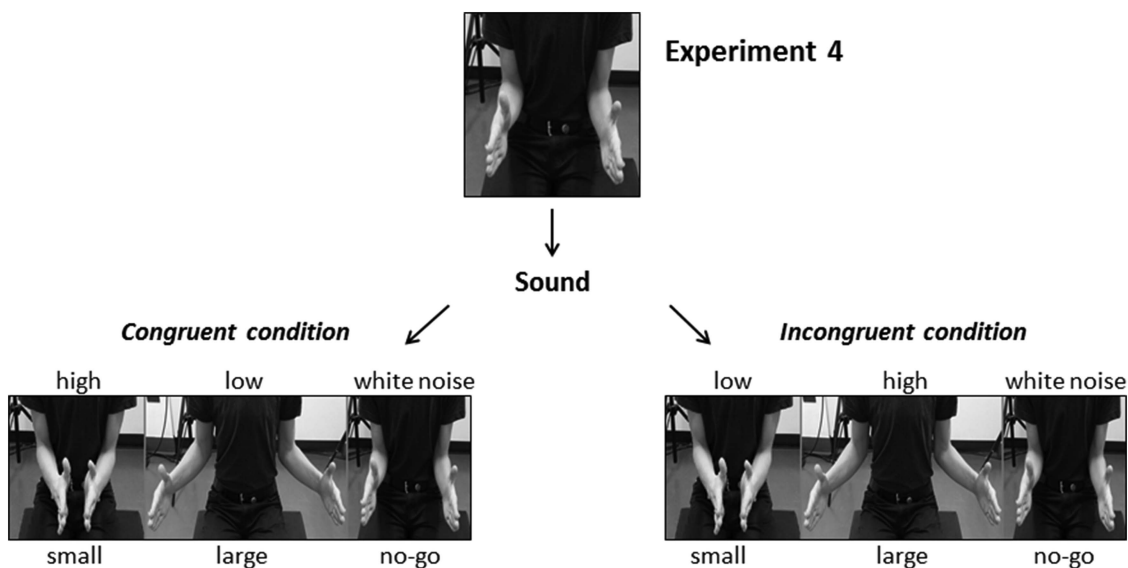 Experiment 4
Sound
Congruent condition
high low white noise
small large no-go
Incongruent condition
low high white noise
small large no-go